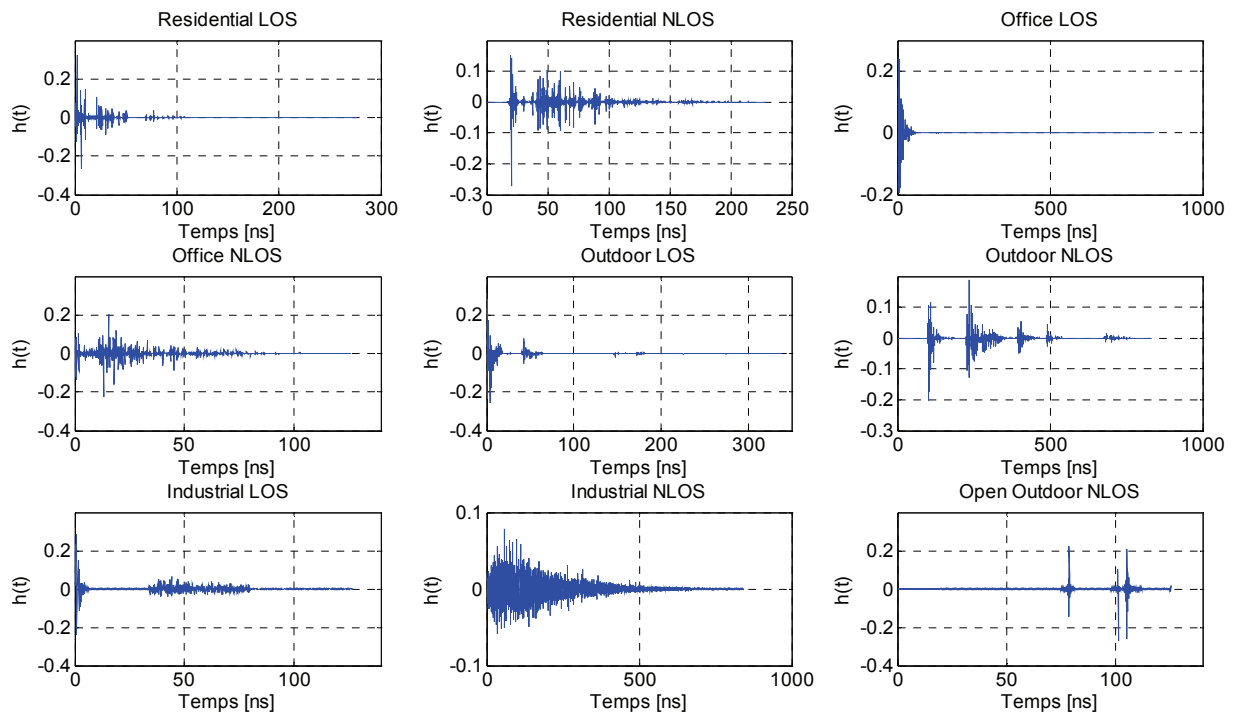 Residential LOS
0.2
0
-0.2
-0.4
h(t)
0
100
200
300
Temps [ns]
Residential NLOS
0.1
0
-0.1
-0.2
-0.3
h(t)
0
50
100
150
200
250
Temps [ns]
Office LOS
0.2
0
-0.2
h(t)
0
500
1000
Temps [ns]
Office NLOS
0.2
0
-0.2
-0.4
h(t)
0
50
100
Temps [ns]
Outdoor LOS
0.2
0
-0.2
-0.4
h(t)
0
100
200
300
Temps [ns]
Outdoor NLOS
0.1
0
-0.1
-0.2
-0.3
h(t)
0
500
1000
Temps [ns]
Industrial LOS
0.2
0
-0.2
-0.4
h(t)
0
50
100
Temps [ns]
Industrial NLOS
0.1
0
-0.1
h(t)
0
500
1000
Temps [ns]
Open Outdoor NLOS
0.2
0
-0.2
-0.4
h(t)
0
50
100
Temps [ns]